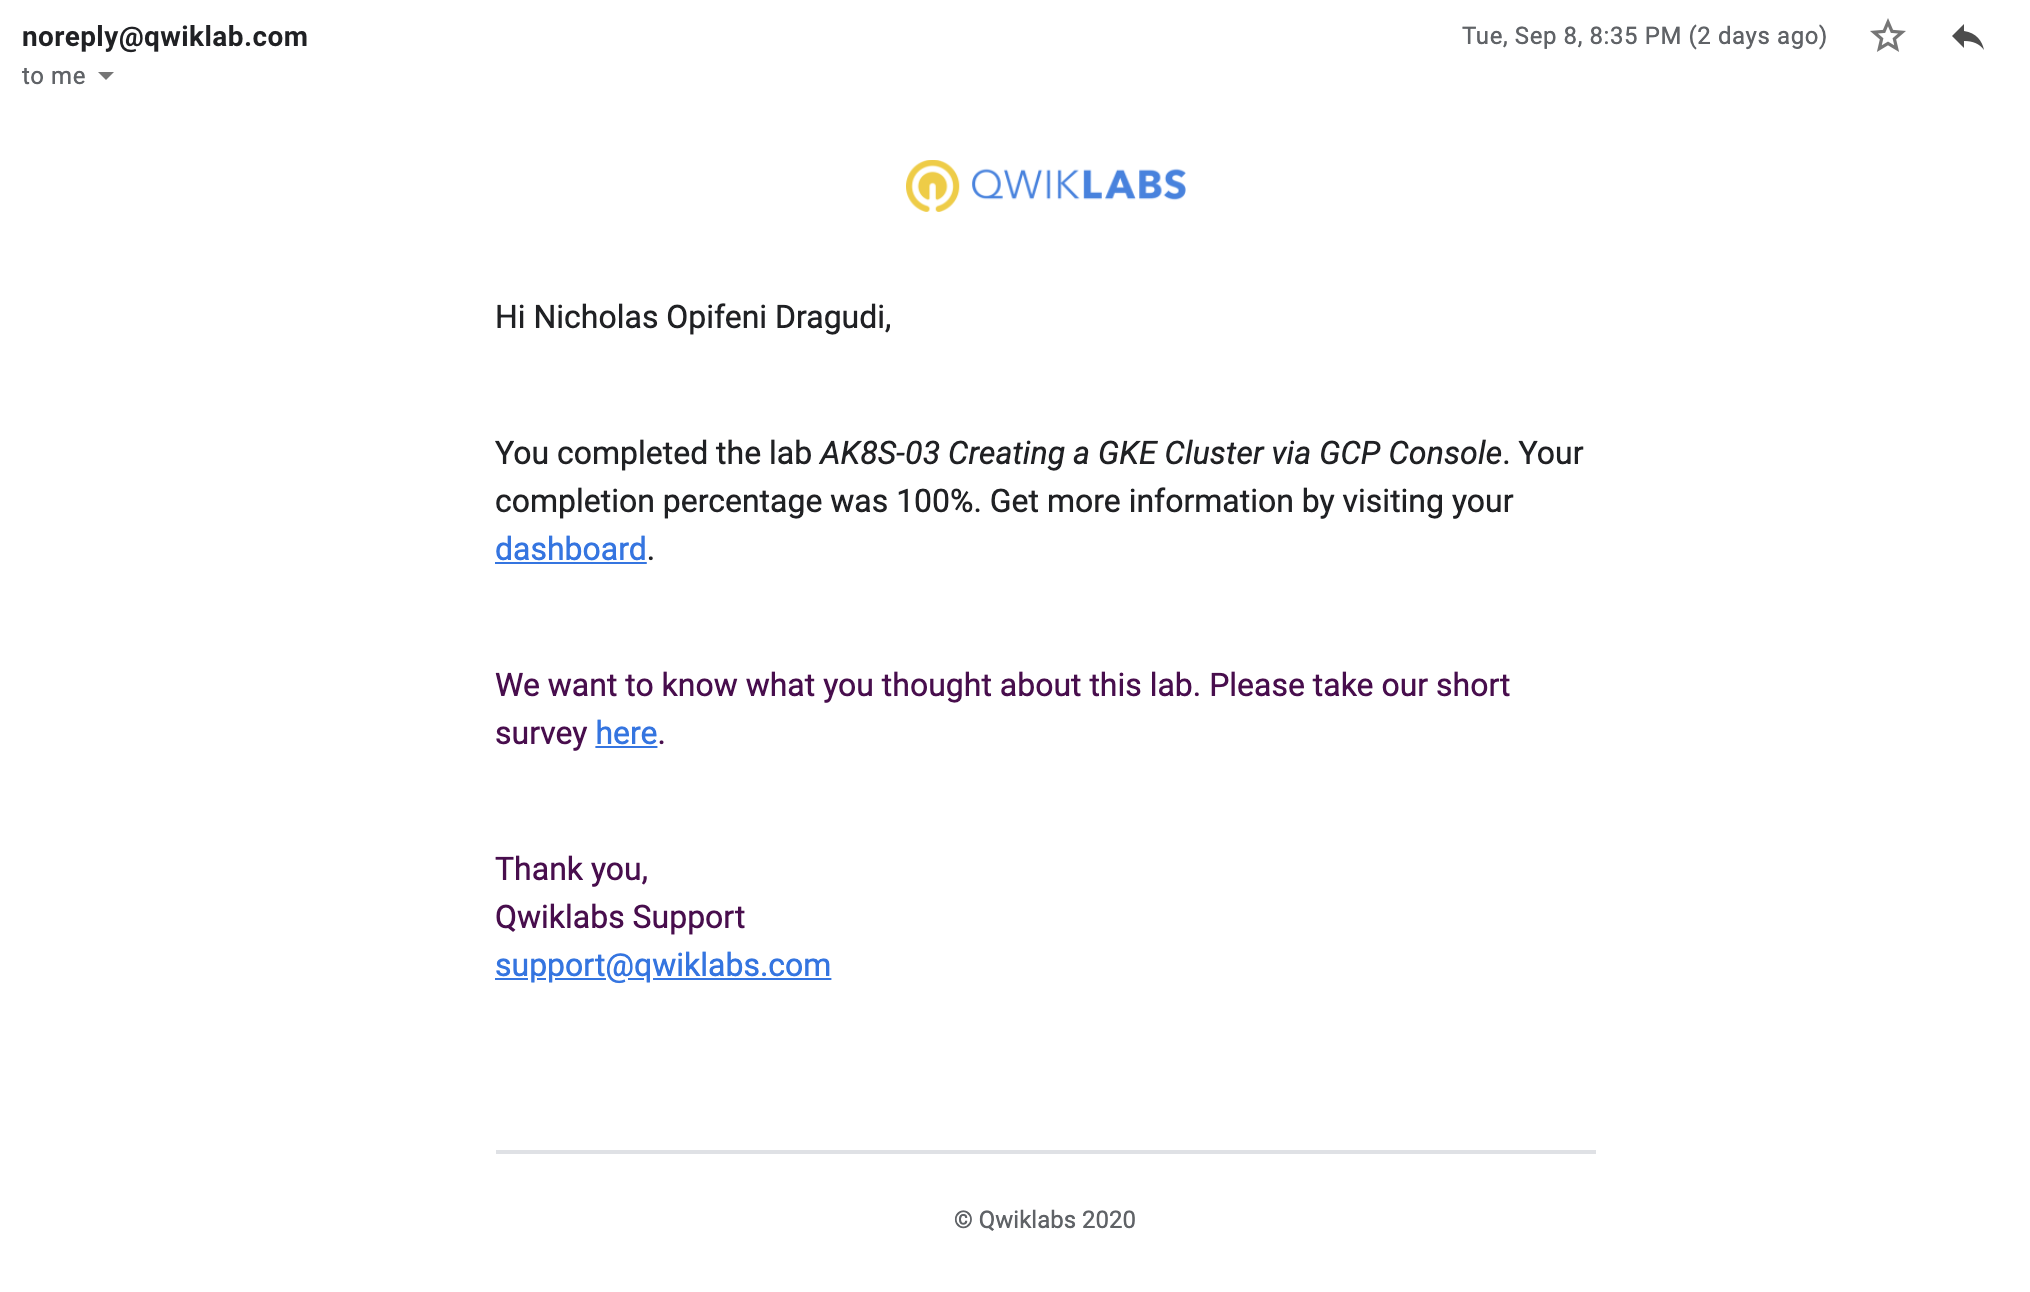 noreply@qwiklab.com
Tue, Sep 8, 8:35 PM (2 days ago)
to me
QWIKLABS
Hi Nicholas Opifeni Dragudi,
You completed the lab AK8S-03 Creating a GKE Cluster via GCP Console. Your
completion percentage was 100%. Get more information by visiting your
dashboard.
We want to know what you thought about this lab. Please take our short
survey here.
Thank you,
Qwiklabs Support
support@qwiklabs.com
© Qwiklabs 2020